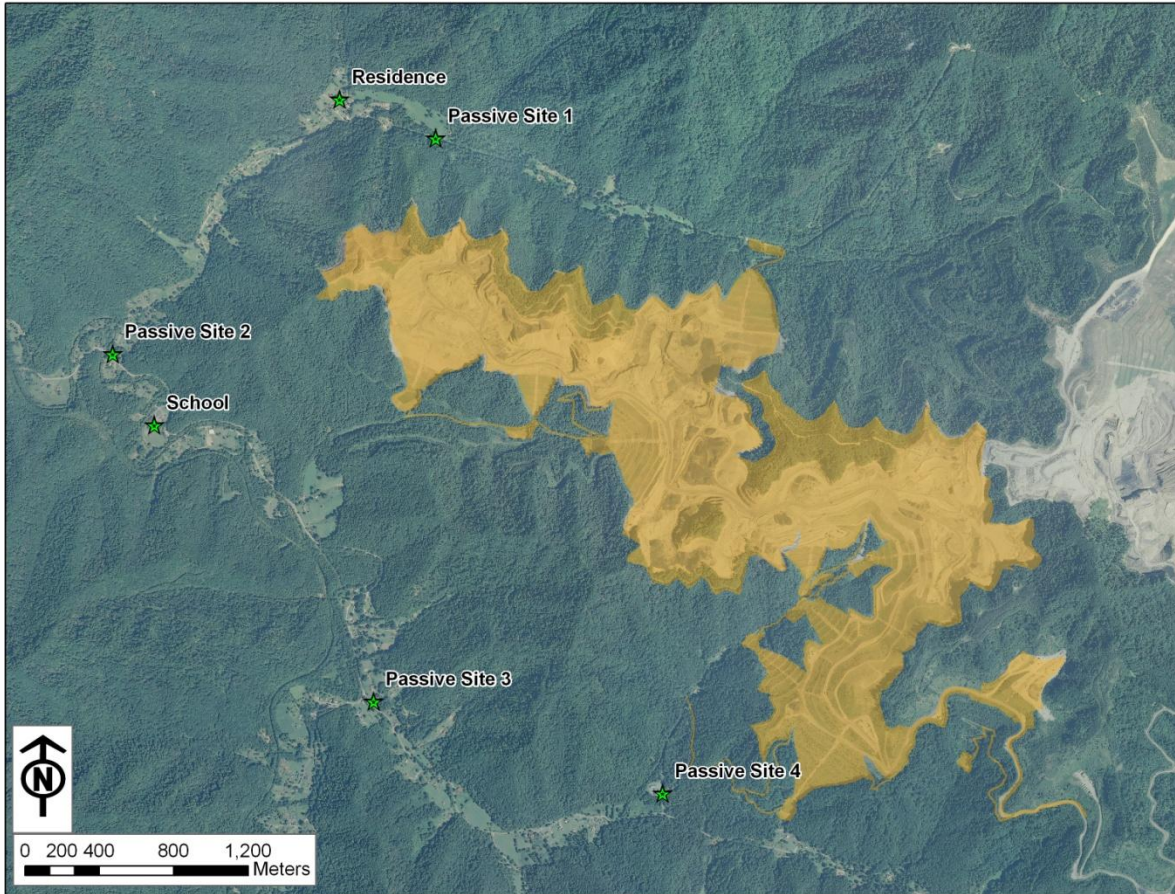 Residence
Passive Site 1
Passive Site 2
School
Passive Site 3
Passive Site 4
N
0 200 400 800 1,200
Meters